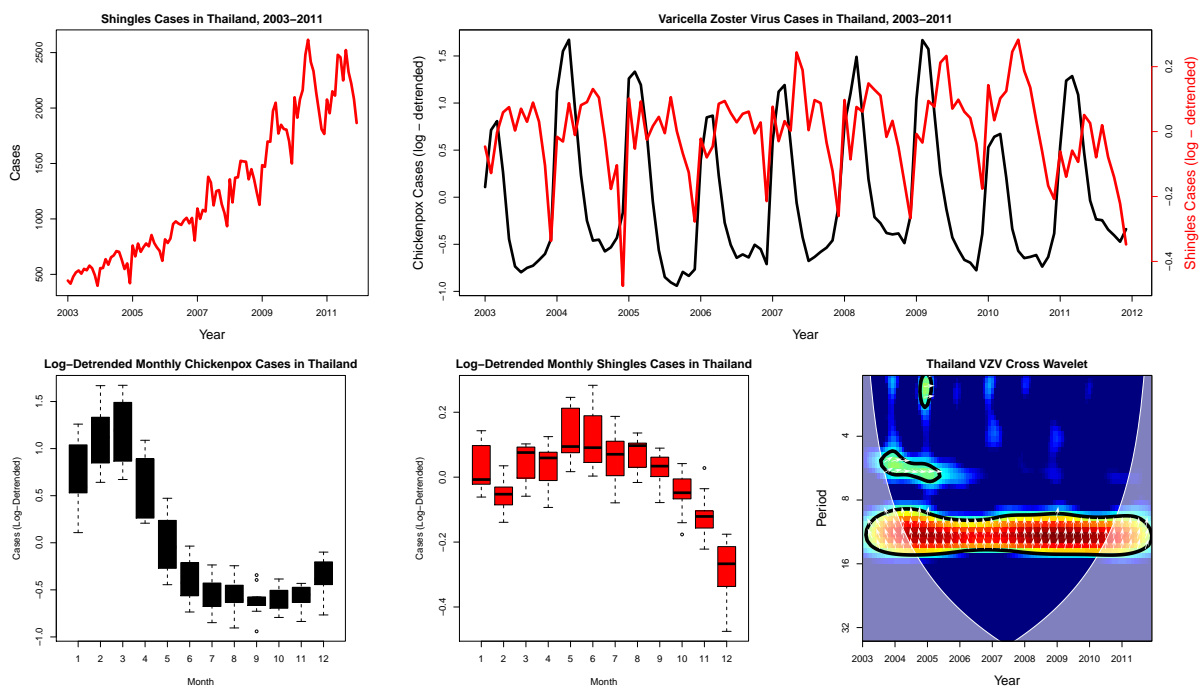 Shingles Cases in Thailand, 2003–2011
Cases
2500
2000
1500
1000
500
2003 2005 2007 2009 2011
Year
Varicella Zoster Virus Cases in Thailand, 2003–2011
Chickenpox Cases (log − detrended)
1.5
1.0
0.5
0.0
−0.5
−1.0
0.2
0.0
−0.2
−0.4
Shingles Cases (log − detrended)
2003 2004 2005 2006 2007 2008 2009 2010 2011 2012
Year
Log−Detrended Monthly Chickenpox Cases in Thailand
Cases (Log−Detrended)
1.5
1.0
0.5
0.0
−0.5
−1.0
1 2 3 4 5 6 7 8 9 10 11 12
Month
Log−Detrended Monthly Shingles Cases in Thailand
Cases (Log−Detrended)
0.2
0.0
−0.2
−0.4
1 2 3 4 5 6 7 8 9 10 11 12
Month
Thailand VZV Cross Wavelet
Period
4
8
16
32
2003 2004 2005 2006 2007 2008 2009 2010 2011
Year